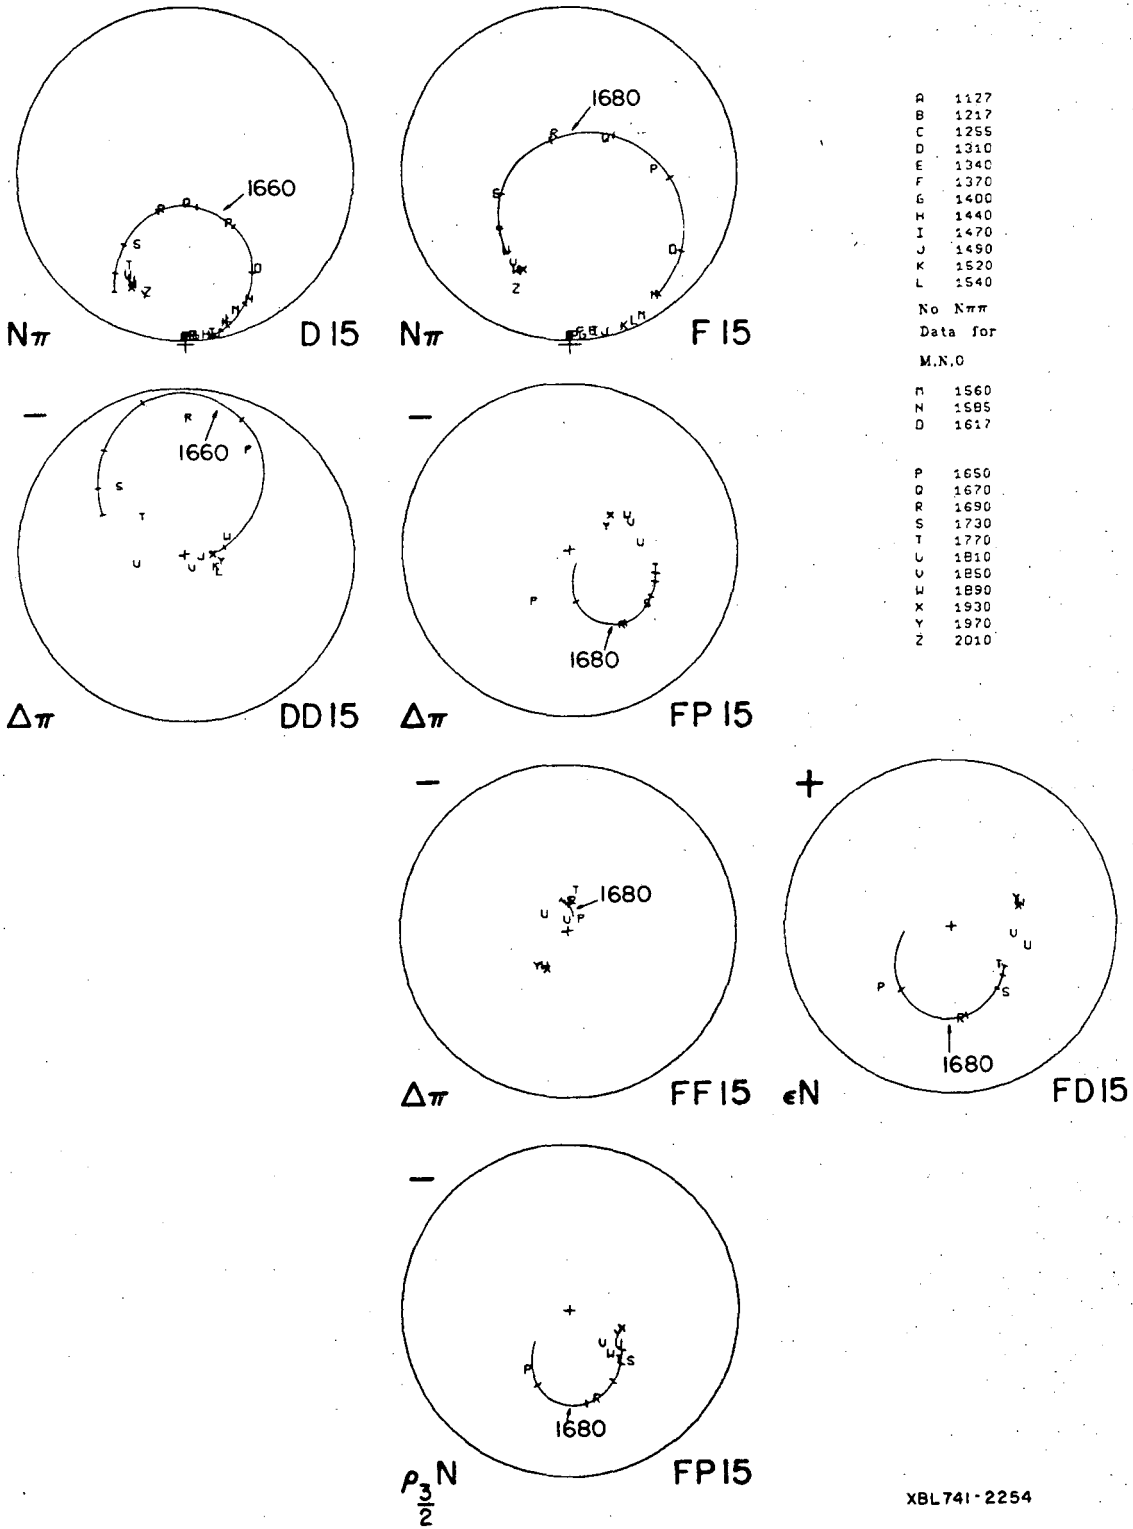 1680
1660
Nπ D15
Nπ F15
A 1127
B 1217
C 1255
D 1310
E 1340
F 1370
G 1400
H 1440
I 1470
J 1490
K 1520
L 1540
No Nππ
Data for
M,N,O
M 1560
N 1585
O 1617
P 1650
Q 1670
R 1690
S 1730
T 1770
U 1810
V 1850
W 1890
X 1930
Y 1970
Z 2010
−
1660
Δπ DD15
−
1680
Δπ FP15
−
1680
Δπ FF15
+
1680
ϵN FD15
−
1680
ρ3/2 N FP15
XBL741-2254